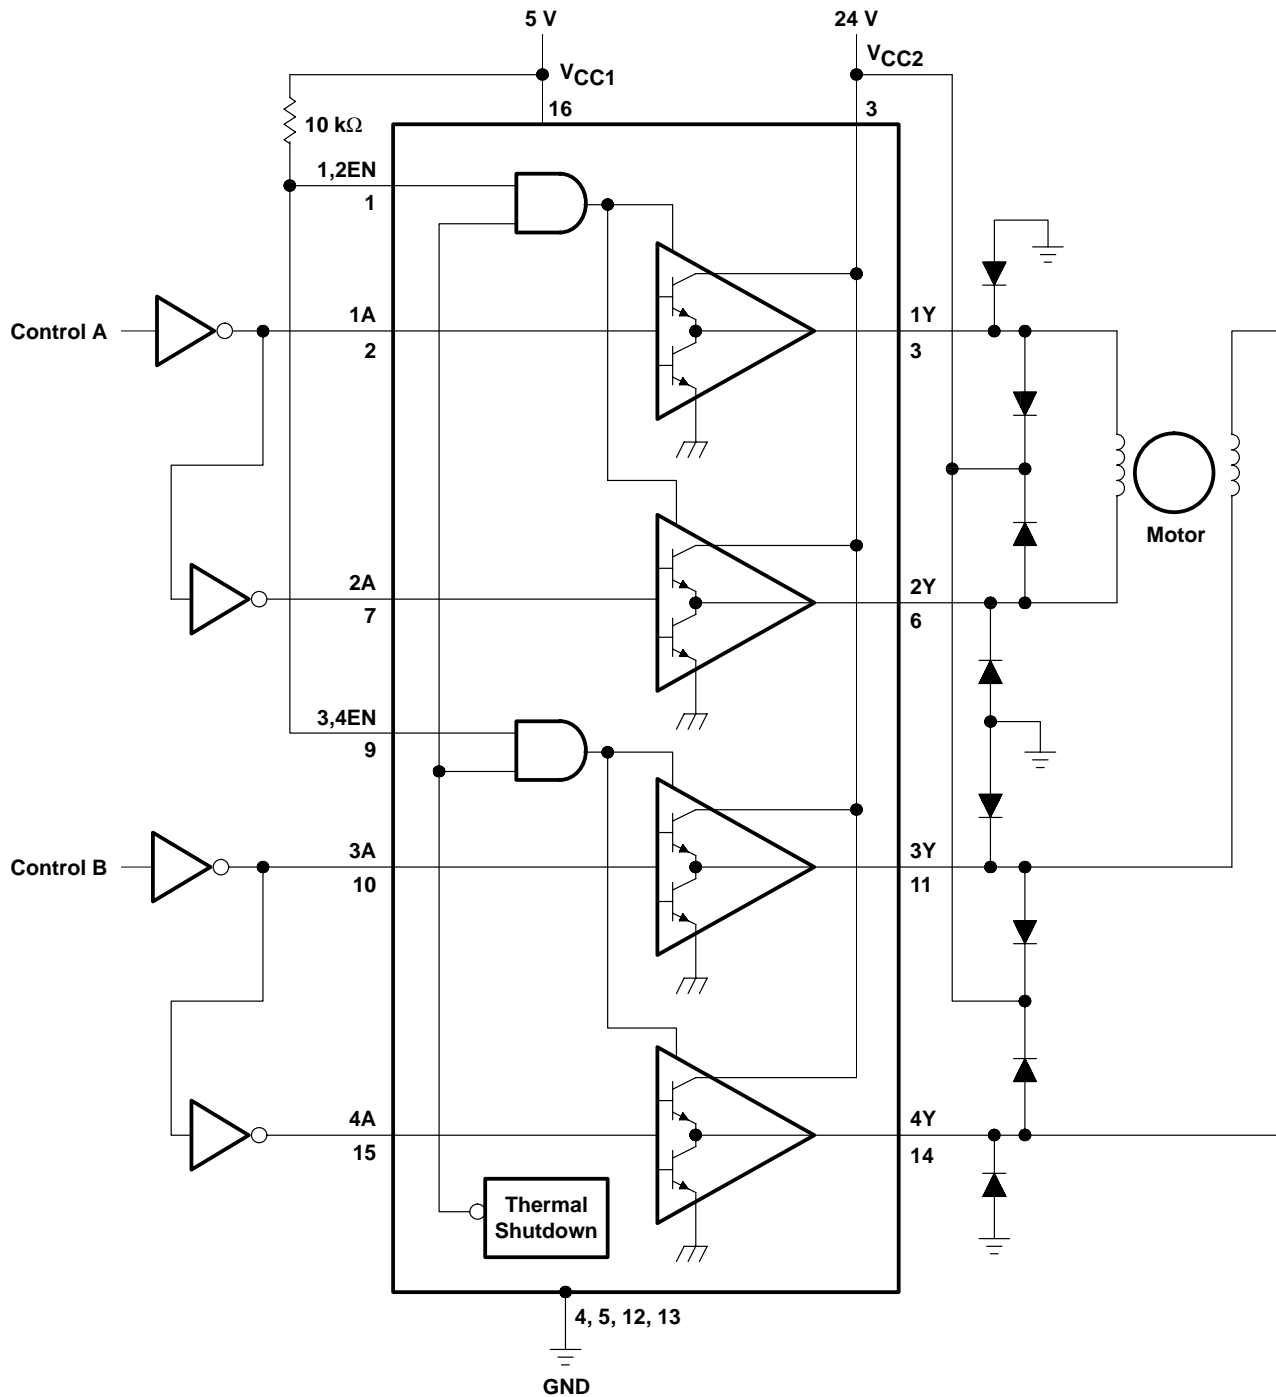 5 V
24 V
VCC1
VCC2
16
3
10 kΩ
1,2EN
1
Control A
1A
2
1Y
3
Motor
2A
7
2Y
6
3,4EN
9
Control B
3A
10
3Y
11
4A
15
4Y
14
Thermal
Shutdown
4, 5, 12, 13
GND